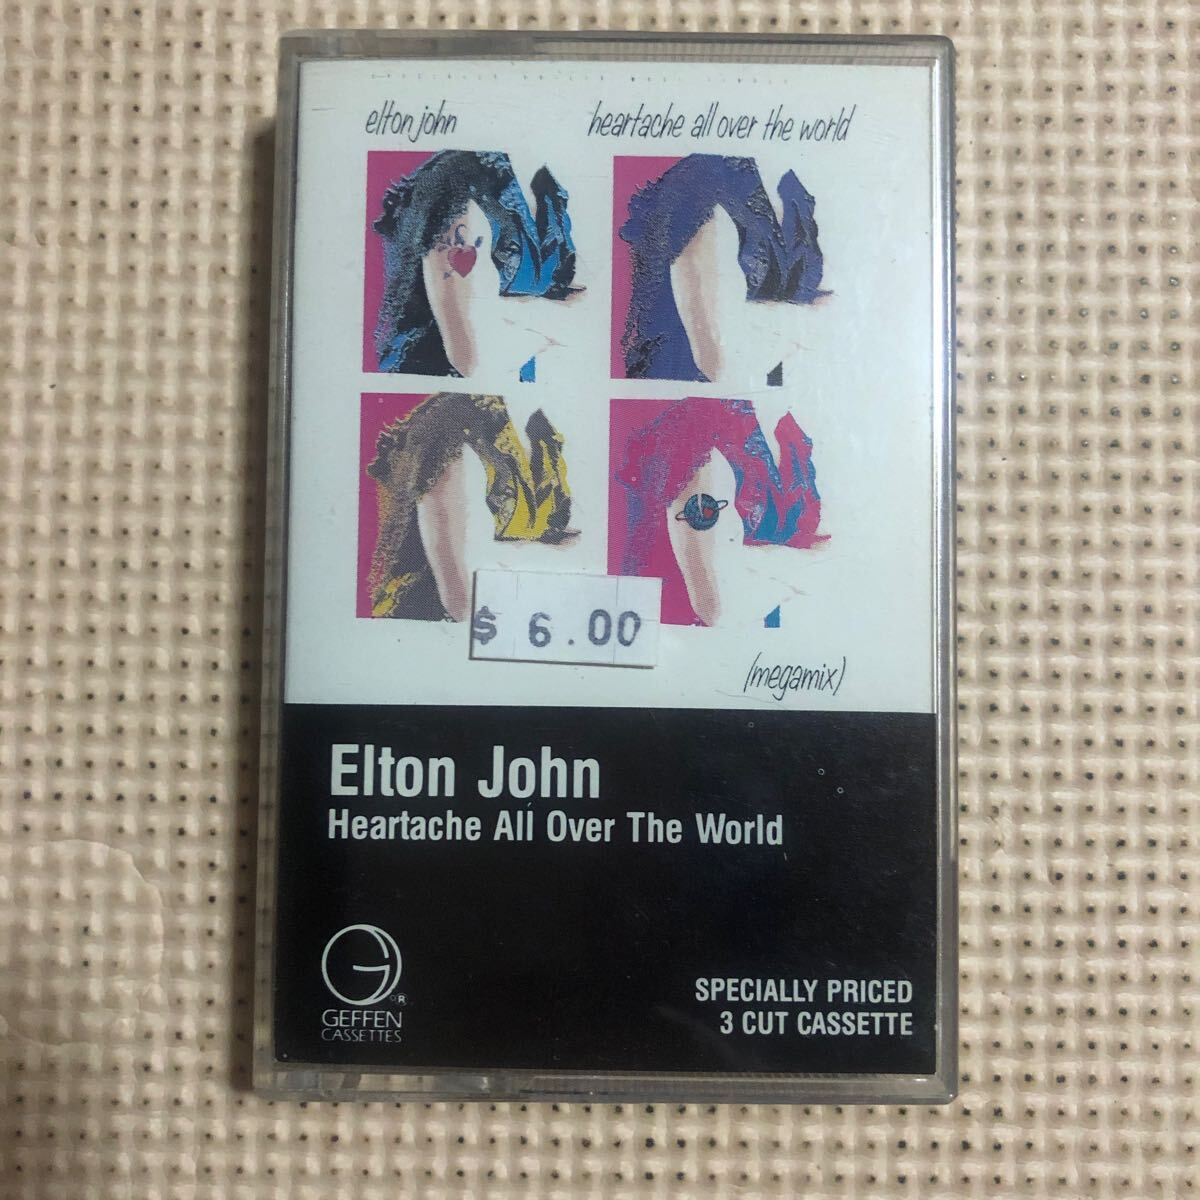 elton john
heartache all over the world
$ 6.00
(megamix)
Elton John
Heartache All Over The World
G
®
GEFFEN
CASSETTES
SPECIALLY PRICED
3 CUT CASSETTE